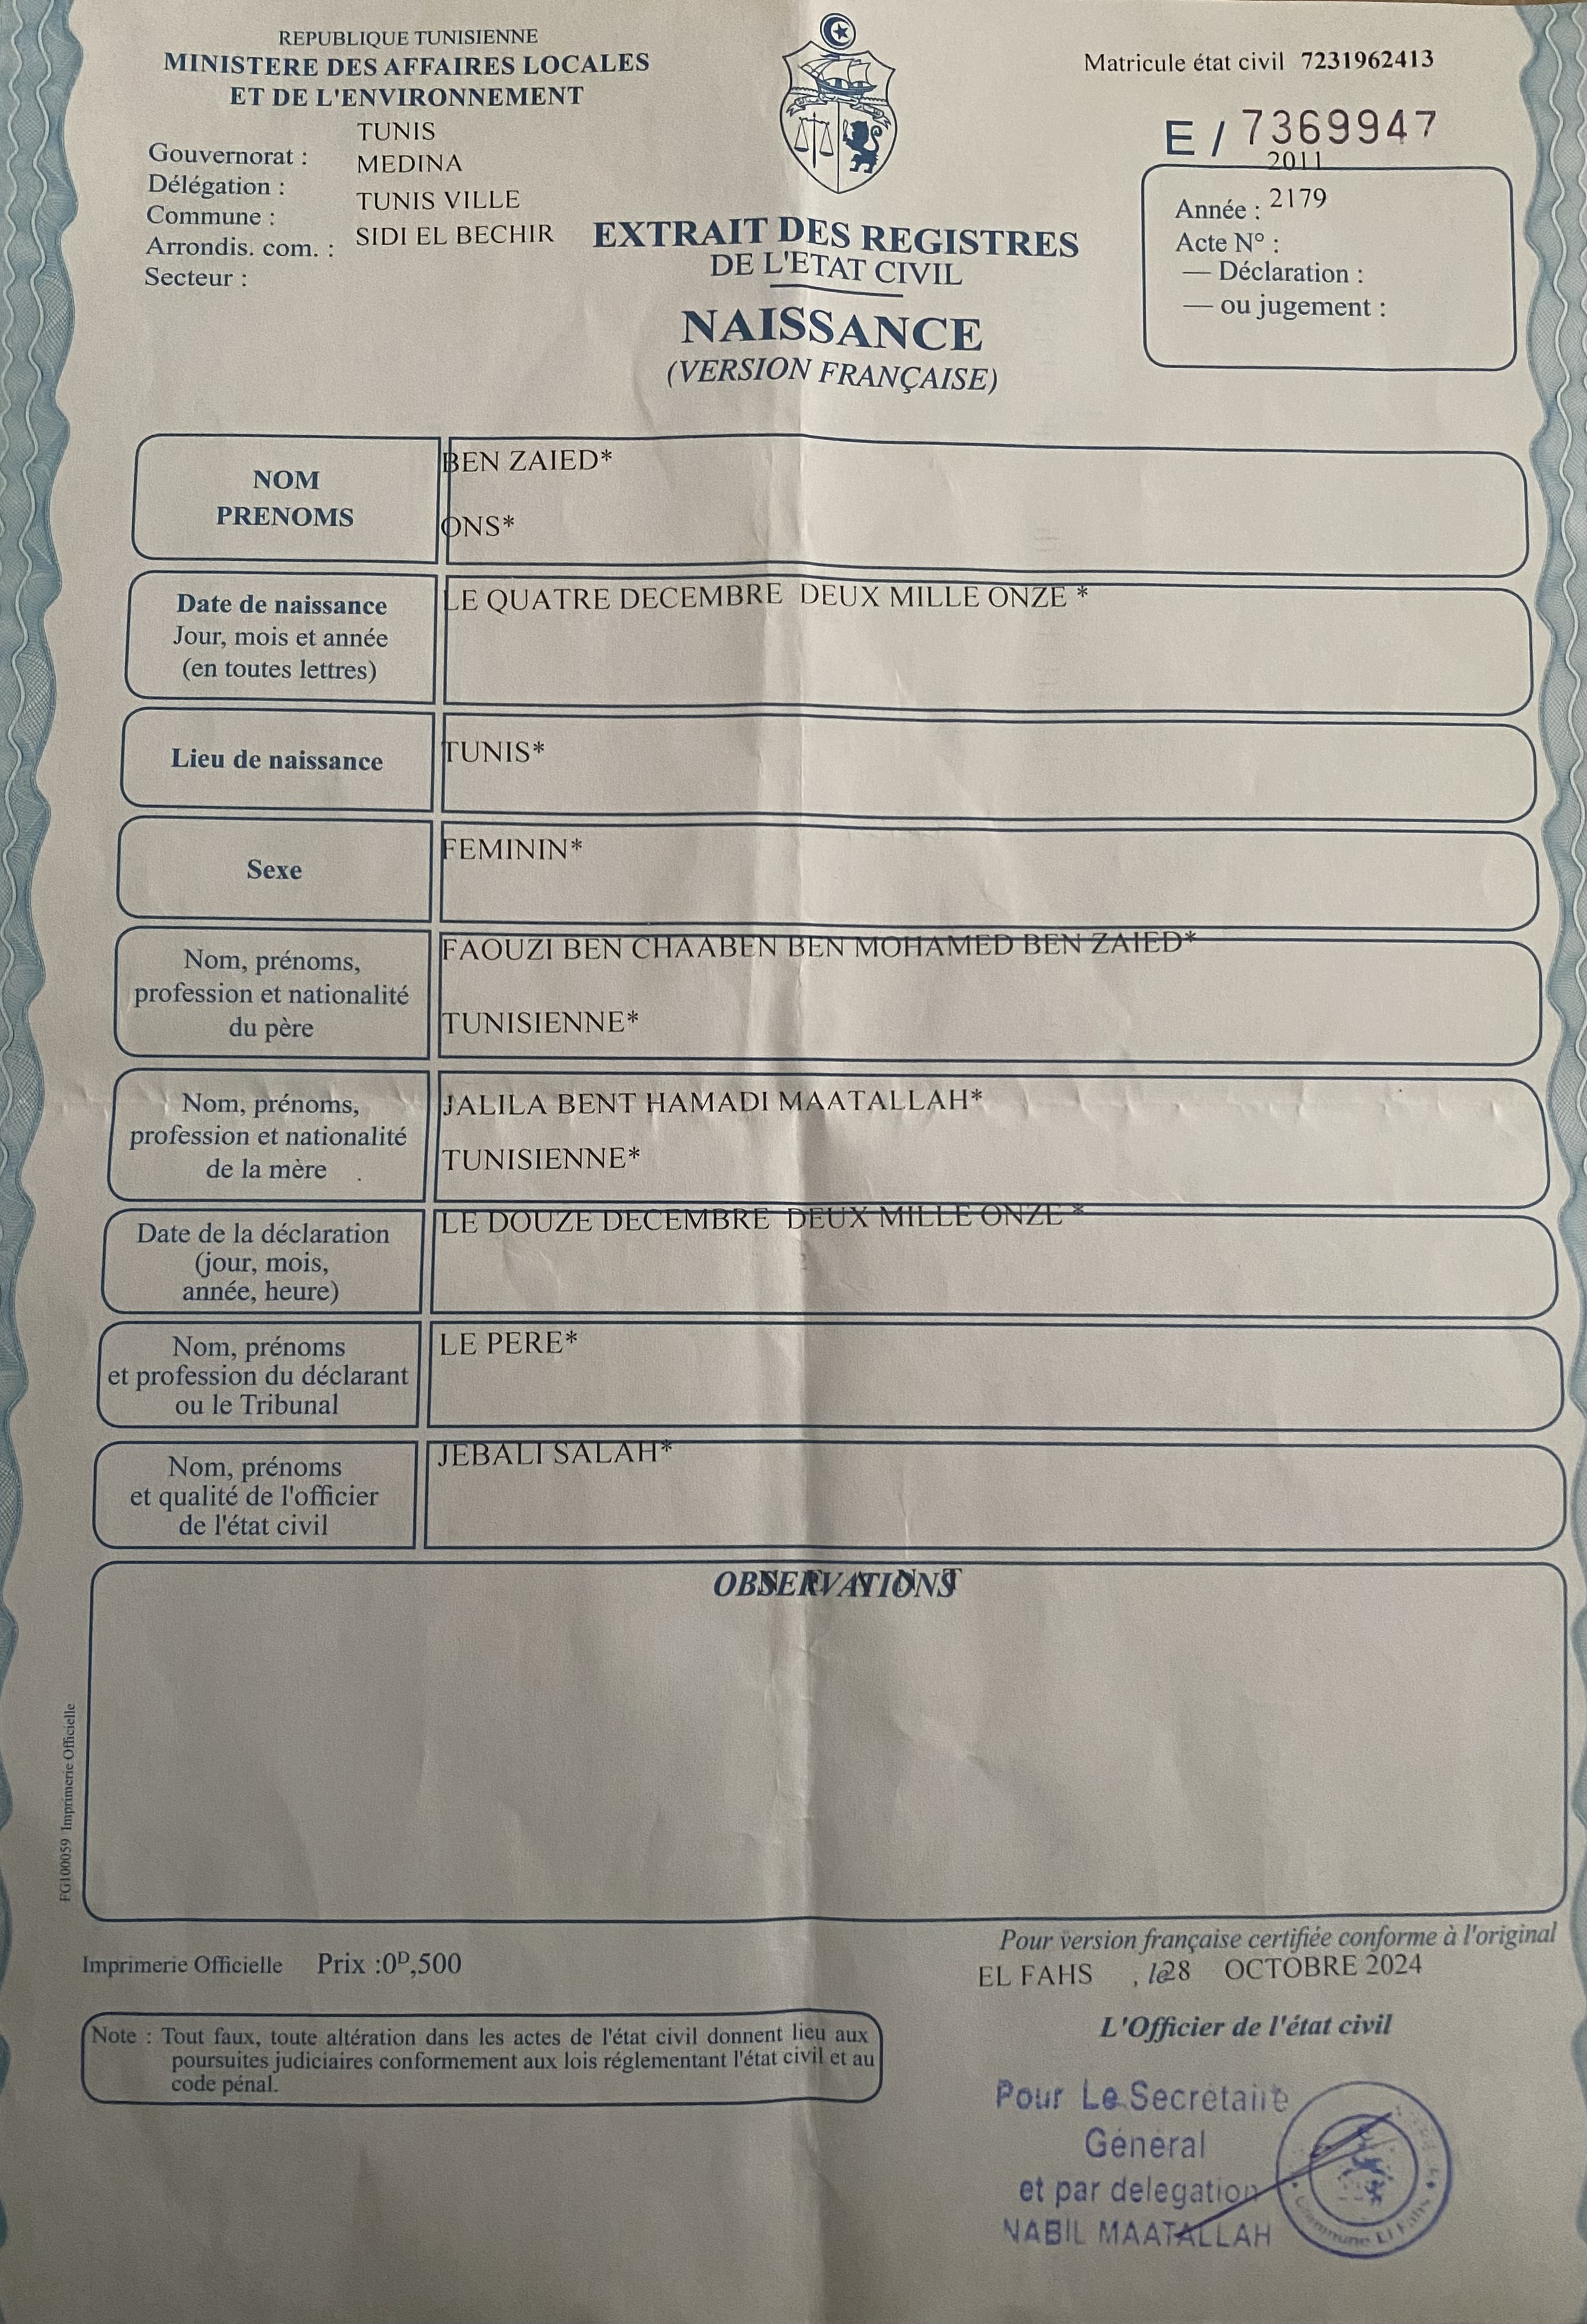 REPUBLIQUE TUNISIENNE
MINISTERE DES AFFAIRES LOCALES
ET DE L'ENVIRONNEMENT
TUNIS
Gouvernorat :
MEDINA
Délégation :
TUNIS VILLE
Commune :
SIDI EL BECHIR
Arrondis. com. :
Secteur :
Matricule état civil 7231962413
E / 7369947
2011
Année : 2179
Acte N° :
— Déclaration :
— ou jugement :
EXTRAIT DES REGISTRES
DE L'ETAT CIVIL
NAISSANCE
(VERSION FRANÇAISE)
NOM
PRENOMS
BEN ZAIED*
ONS*
Date de naissance
Jour, mois et année
(en toutes lettres)
LE QUATRE DECEMBRE DEUX MILLE ONZE *
Lieu de naissance
TUNIS*
Sexe
FEMININ*
Nom, prénoms,
profession et nationalité
du père
FAOUZI BEN CHAABEN BEN MOHAMED BEN ZAIED*
TUNISIENNE*
Nom, prénoms,
profession et nationalité
de la mère
JALILA BENT HAMADI MAATALLAH*
TUNISIENNE*
Date de la déclaration
(jour, mois,
année, heure)
LE DOUZE DECEMBRE DEUX MILLE ONZE *
Nom, prénoms
et profession du déclarant
ou le Tribunal
LE PERE*
Nom, prénoms
et qualité de l'officier
de l'état civil
JEBALI SALAH*
OBSERVATIONS
FG100059 Imprimerie Officielle
Imprimerie Officielle Prix :0D,500
Note : Tout faux, toute altération dans les actes de l'état civil donnent lieu aux
poursuites judiciaires conformement aux lois réglementant l'état civil et au
code pénal.
Pour version française certifiée conforme à l'original
EL FAHS , le 28 OCTOBRE 2024
L'Officier de l'état civil
Pour Le Secretaire
Général
et par delegation
NABIL MAATALLAH
Commune El Fahs